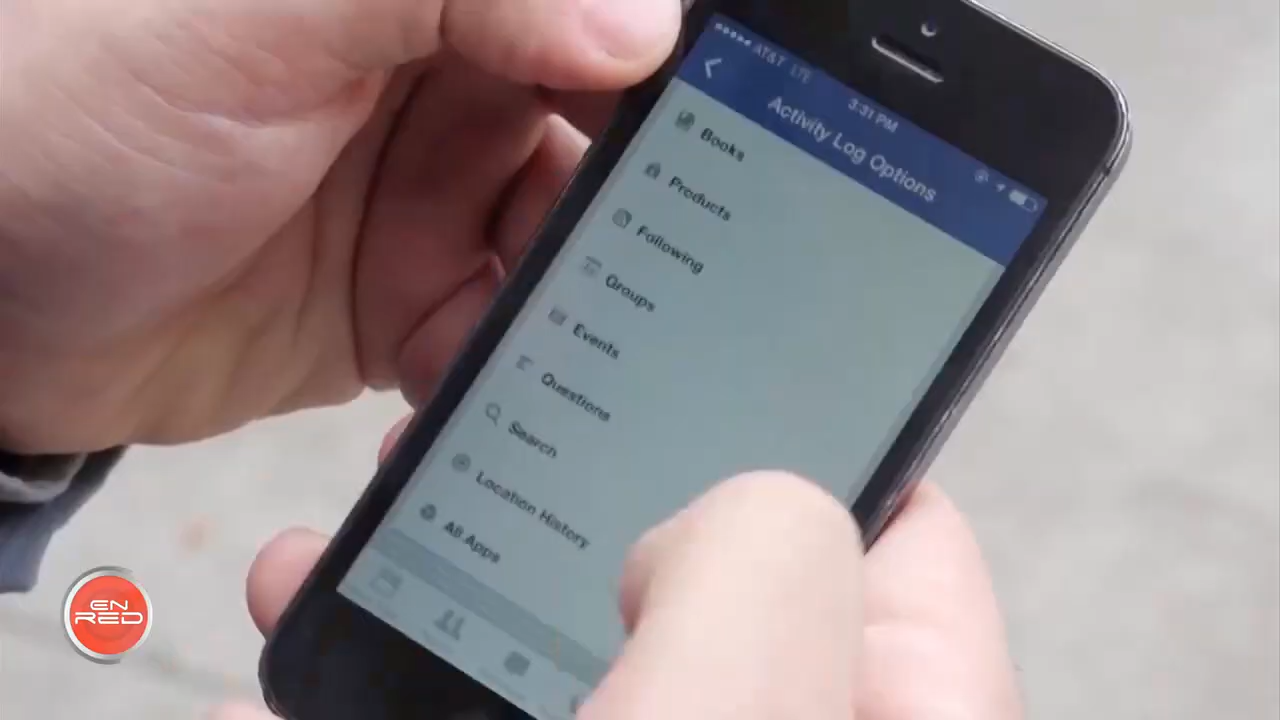 AT&T LTE
3:31 PM
Activity Log Options
Books
Products
Following
Groups
Events
Questions
Search
Location History
All Apps
EN
RED